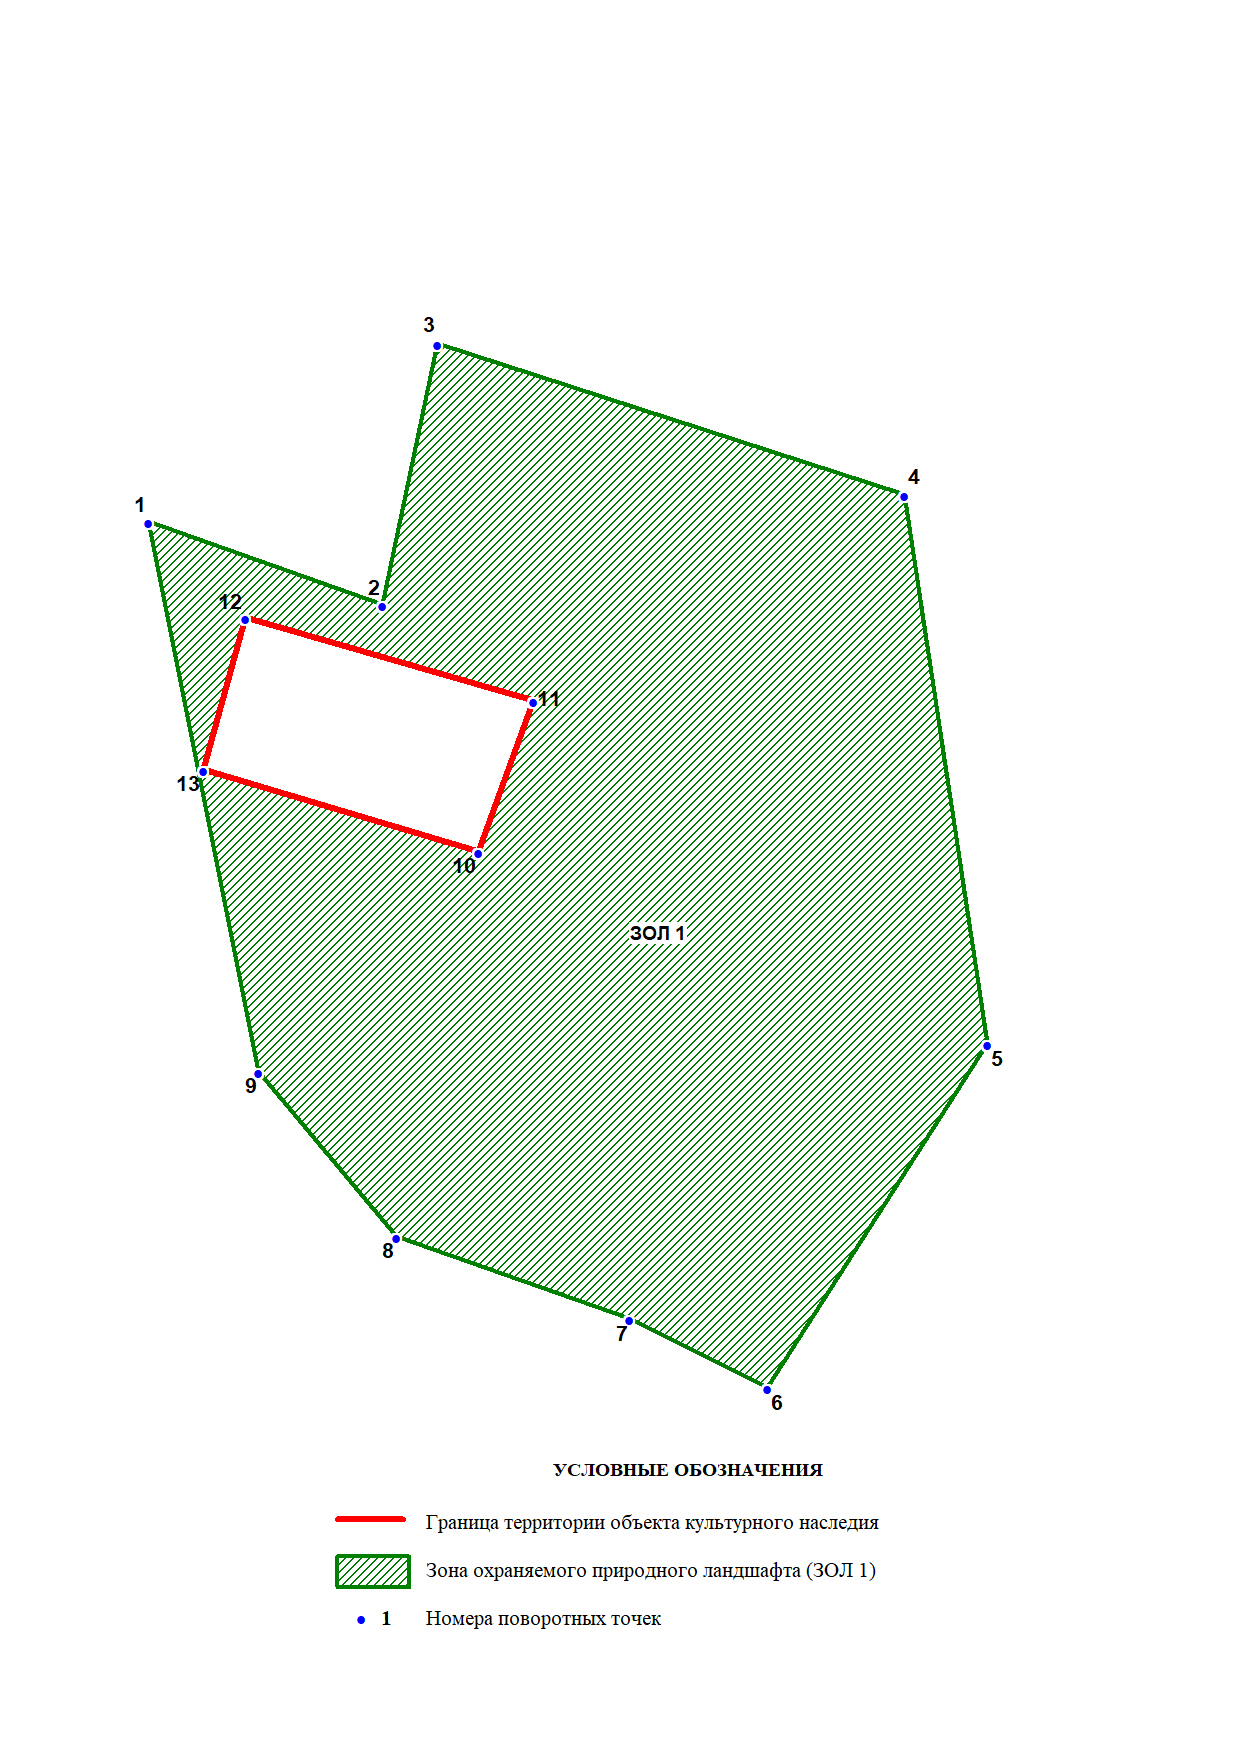 3
4
1
2
12
11
13
10
ЗОЛ 1
5
9
8
7
6
УСЛОВНЫЕ ОБОЗНАЧЕНИЯ
Граница территории объекта культурного наследия
Зона охраняемого природного ландшафта (ЗОЛ 1)
1 Номера поворотных точек